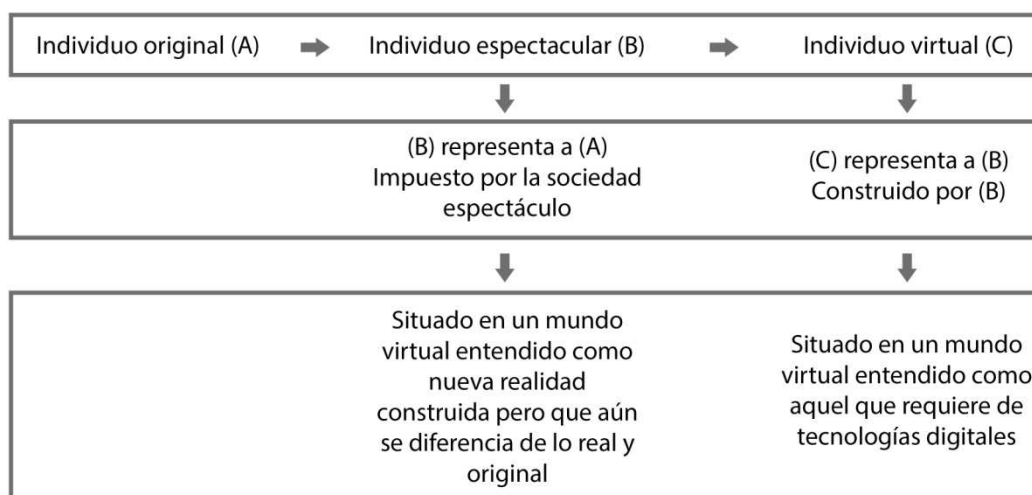 Individuo original (A)
Individuo espectacular (B)
Individuo virtual (C)
(B) representa a (A)
Impuesto por la sociedad
espectáculo
(C) representa a (B)
Construido por (B)
Situado en un mundo
virtual entendido como
nueva realidad
construida pero que aún
se diferencia de lo real y
original
Situado en un mundo
virtual entendido como
aquel que requiere de
tecnologías digitales